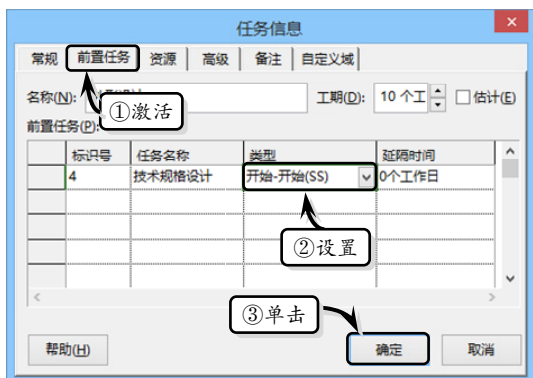 任务信息
常规 前置任务 资源 高级 备注 自定义域
名称(N): 工期(D): 10 个工 估计(E)
①激活
前置任务(P):
标识号 任务名称 类型 延隔时间
4 技术规格设计 开始-开始(SS) 0个工作日
②设置
③单击
帮助(H) 确定 取消